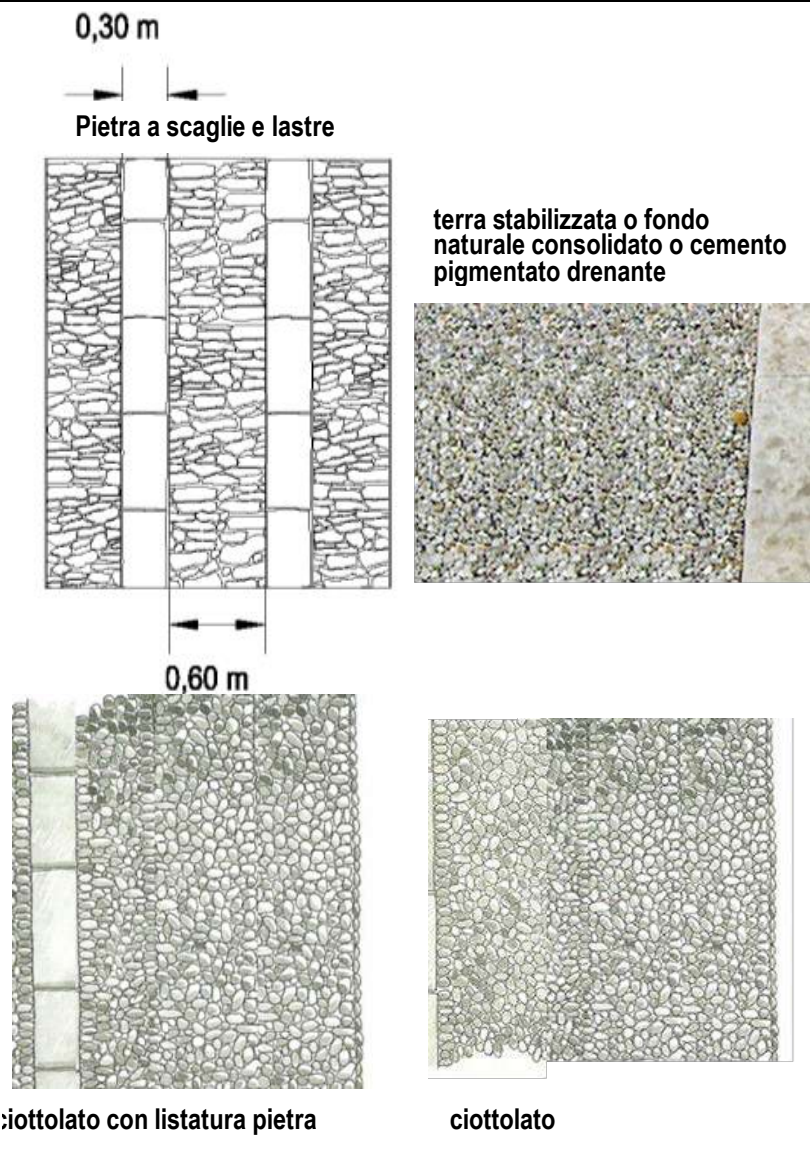 0,30 m
Pietra a scaglie e lastre
terra stabilizzata o fondo
naturale consolidato o cemento
pigmentato drenante
0,60 m
ciottolato con listatura pietra
ciottolato